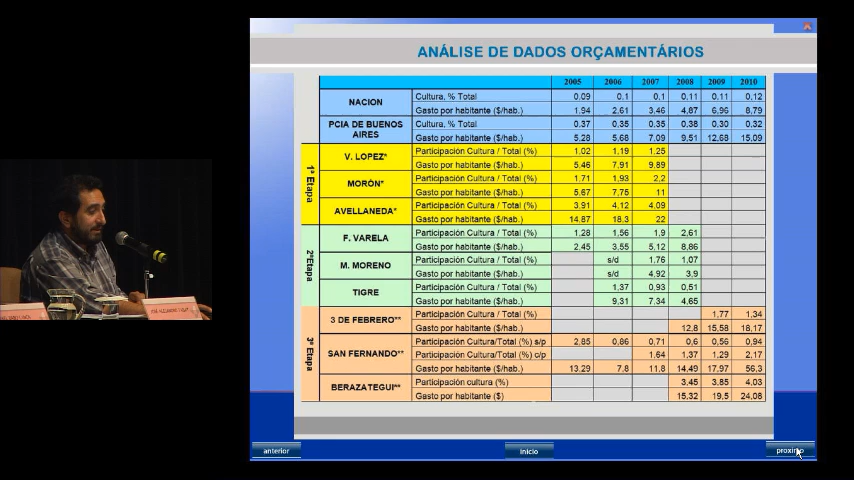 ANÁLISE DE DADOS ORÇAMENTÁRIOS
2005 2006 2007 2008 2009 2010
NACION
Cultura, % Total 0,09 0,1 0,1 0,11 0,11 0,12
Gasto por habitante ($/hab.) 1,94 2,61 3,46 4,87 6,96 8,79
PCIA DE BUENOS AIRES
Cultura, % Total 0,37 0,35 0,35 0,38 0,30 0,32
Gasto por habitante ($/hab.) 5,28 5,68 7,09 9,51 12,68 15,09
1ª Etapa
V. LOPEZ*
Participación Cultura / Total (%) 1,02 1,19 1,25
Gasto por habitante ($/hab.) 5,46 7,91 9,89
MORÓN*
Participación Cultura / Total (%) 1,71 1,93 2,2
Gasto por habitante ($/hab.) 5,67 7,75 11
AVELLANEDA*
Participación Cultura / Total (%) 3,91 4,12 4,09
Gasto por habitante ($/hab.) 14,87 18,3 22
2ªEtapa
F. VARELA
Participación Cultura / Total (%) 1,28 1,56 1,9 2,61
Gasto por habitante ($/hab.) 2,45 3,55 5,12 8,86
M. MORENO
Participación Cultura / Total (%) s/d 1,76 1,07
Gasto por habitante ($/hab.) s/d 4,92 3,9
TIGRE
Participación Cultura / Total (%) 1,37 0,93 0,51
Gasto por habitante ($/hab.) 9,31 7,34 4,65
3ª Etapa
3 DE FEBRERO**
Participación Cultura / Total (%) 1,77 1,34
Gasto por habitante ($/hab.) 12,8 15,58 18,17
SAN FERNANDO**
Participación Cultura/Total (%) s/p 2,85 0,86 0,71 0,6 0,56 0,94
Participación Cultura/Total (%) c/p 1,64 1,37 1,29 2,17
Gasto por habitante ($/hab.) 13,29 7,8 11,8 14,49 17,97 56,3
BERAZATEGUI**
Participación cultura (%) 3,45 3,85 4,03
Gasto por habitante ($) 15,32 19,5 24,08
anterior
inicio
proximo